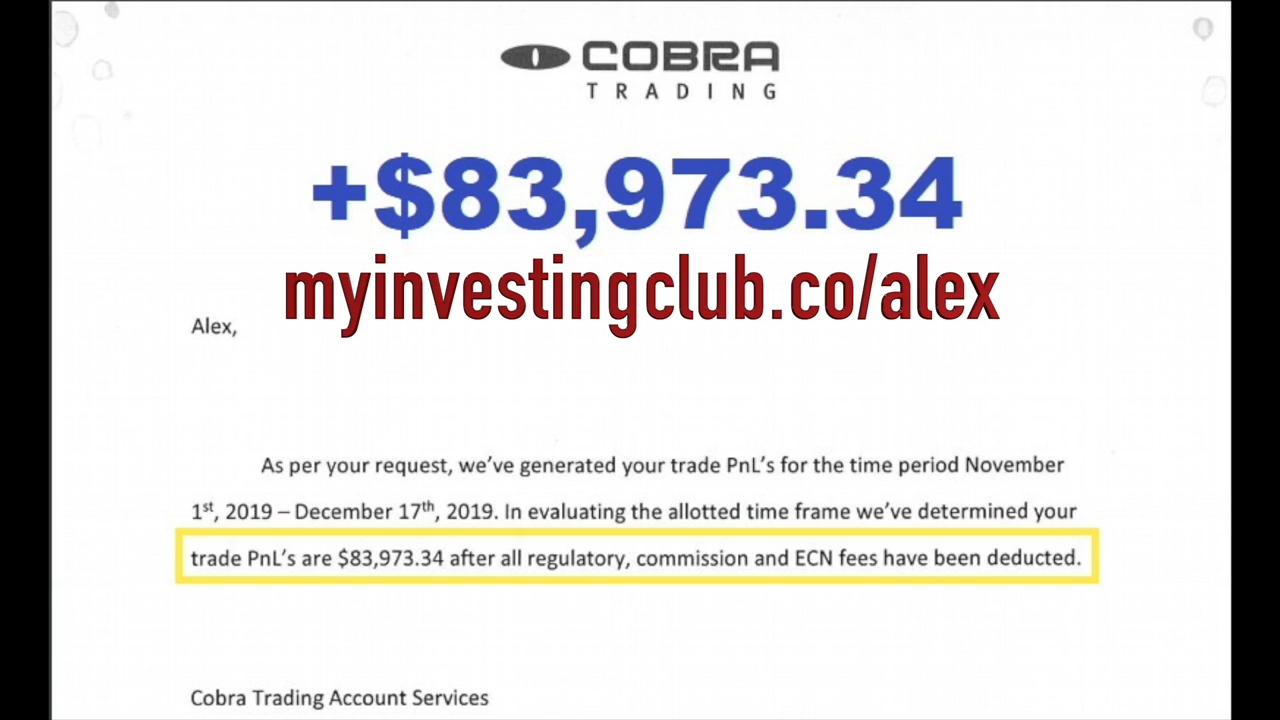 COBRA
TRADING
+$83,973.34
myinvestingclub.co/alex
Alex,
As per your request, we've generated your trade PnL's for the time period November
1st, 2019 – December 17th, 2019. In evaluating the allotted time frame we've determined your
trade PnL's are $83,973.34 after all regulatory, commission and ECN fees have been deducted.
Cobra Trading Account Services